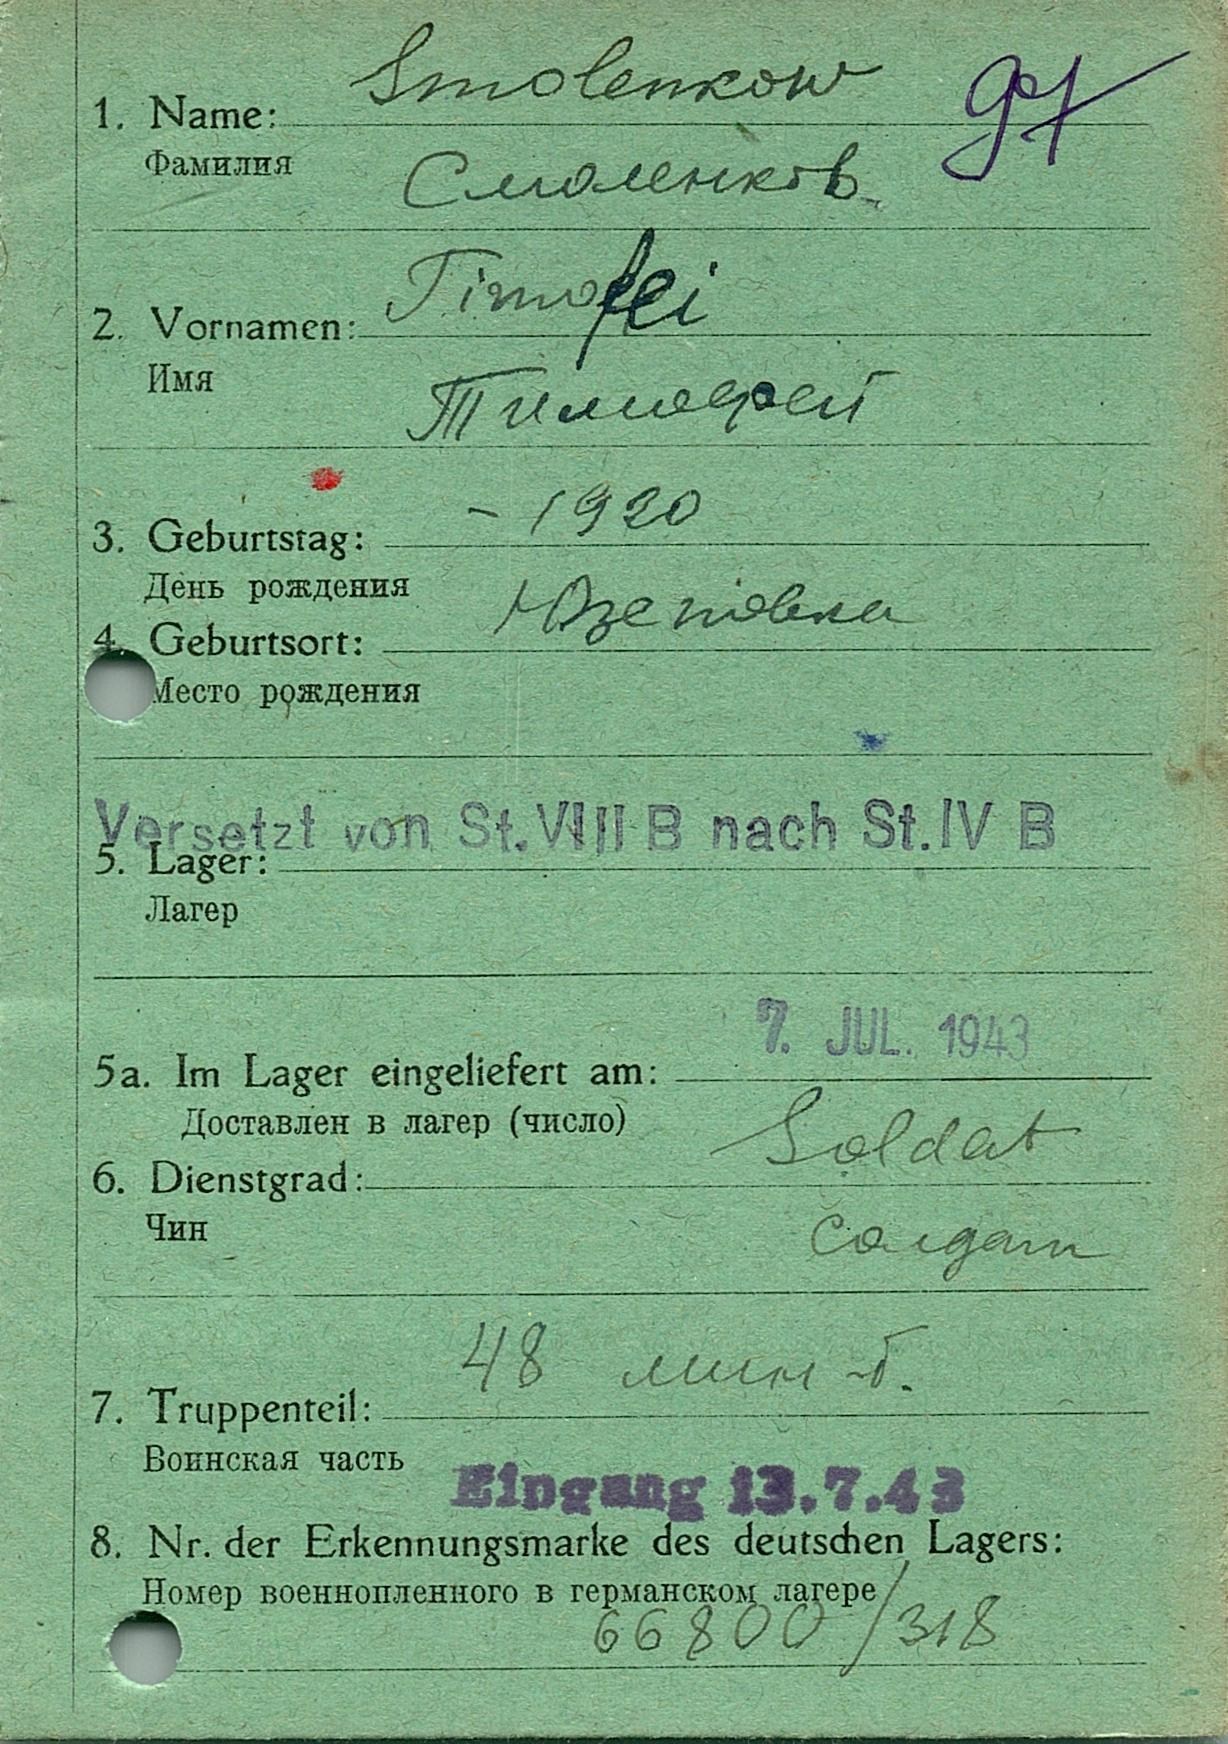 Smolenkow
1. Name:
Фамилия
Смоленков
Timofei
2. Vornamen:
Имя
Тимофей
- 1920
3. Geburtstag:
День рождения
4. Geburtsort:
Место рождения
Versetzt von St. VIII B nach St. IV B
5. Lager:
Лагер
7. JUL. 1943
5a. Im Lager eingeliefert am:
Доставлен в лагер (число)
Soldat
6. Dienstgrad:
Чин
солдат
48 мин-б.
7. Truppenteil:
Воинская часть
Eingang 13.7.43
8. Nr. der Erkennungsmarke des deutschen Lagers:
Номер военнопленного в германском лагере
66800/318